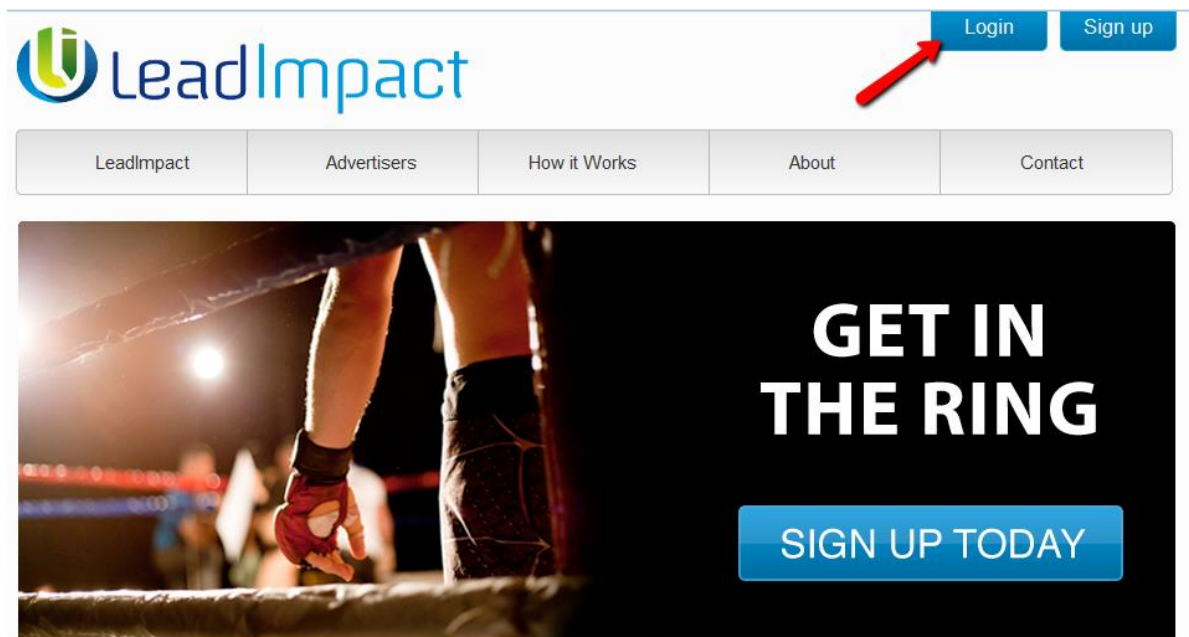 Login
Sign up
LeadImpact
LeadImpact
Advertisers
How it Works
About
Contact
GET IN
THE RING
SIGN UP TODAY